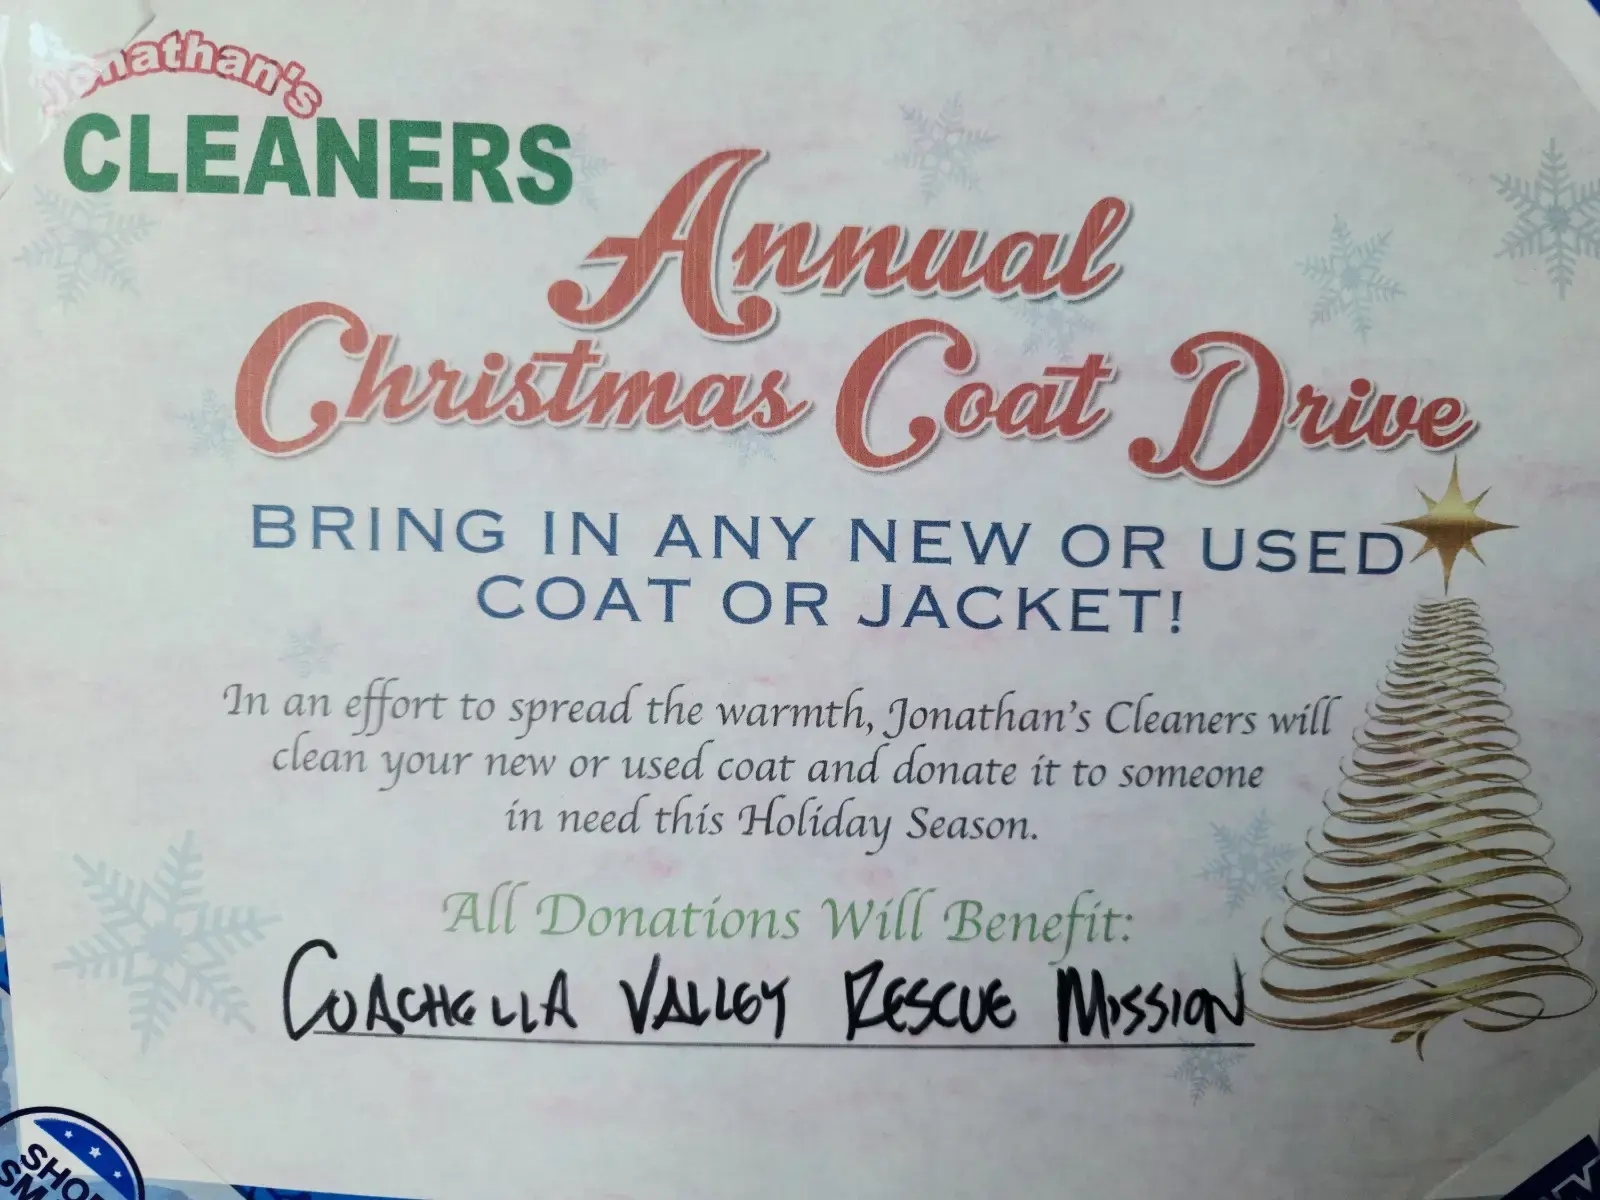 Jonathan's
CLEANERS
Annual
Christmas Coat Drive
BRING IN ANY NEW OR USED
COAT OR JACKET!
In an effort to spread the warmth, Jonathan's Cleaners will
clean your new or used coat and donate it to someone
in need this Holiday Season.
All Donations Will Benefit:
COACHELLA VALLEY RESCUE MISSION